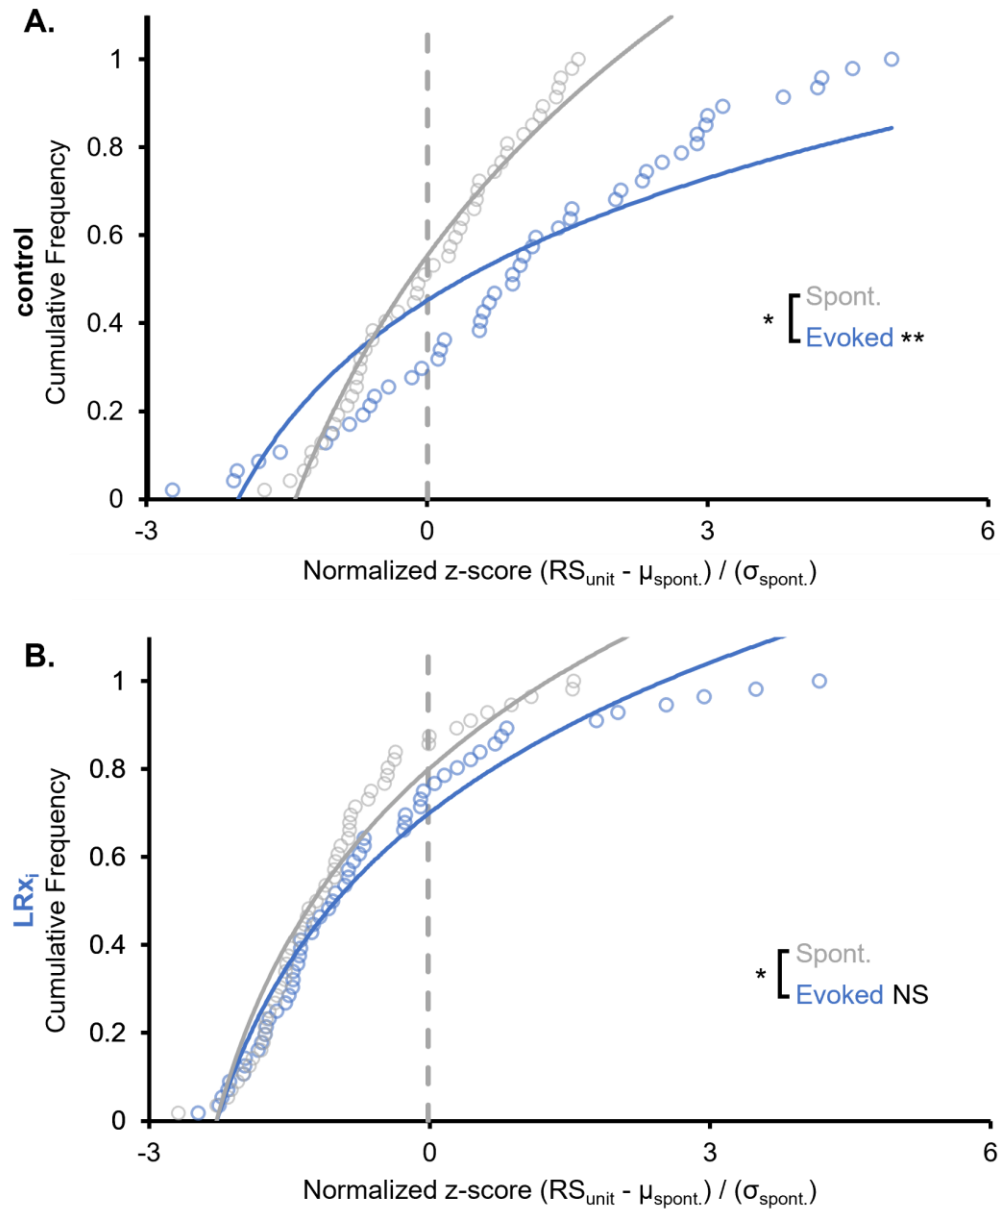 A.
control
Cumulative Frequency
1
0.8
0.6
0.4
0.2
0
-3
0
3
6
* Spont.
Evoked **
Normalized z-score (RSunit - μspont.) / (σspont.)
B.
LRxi
Cumulative Frequency
1
0.8
0.6
0.4
0.2
0
-3
0
3
6
* Spont.
Evoked NS
Normalized z-score (RSunit - μspont.) / (σspont.)